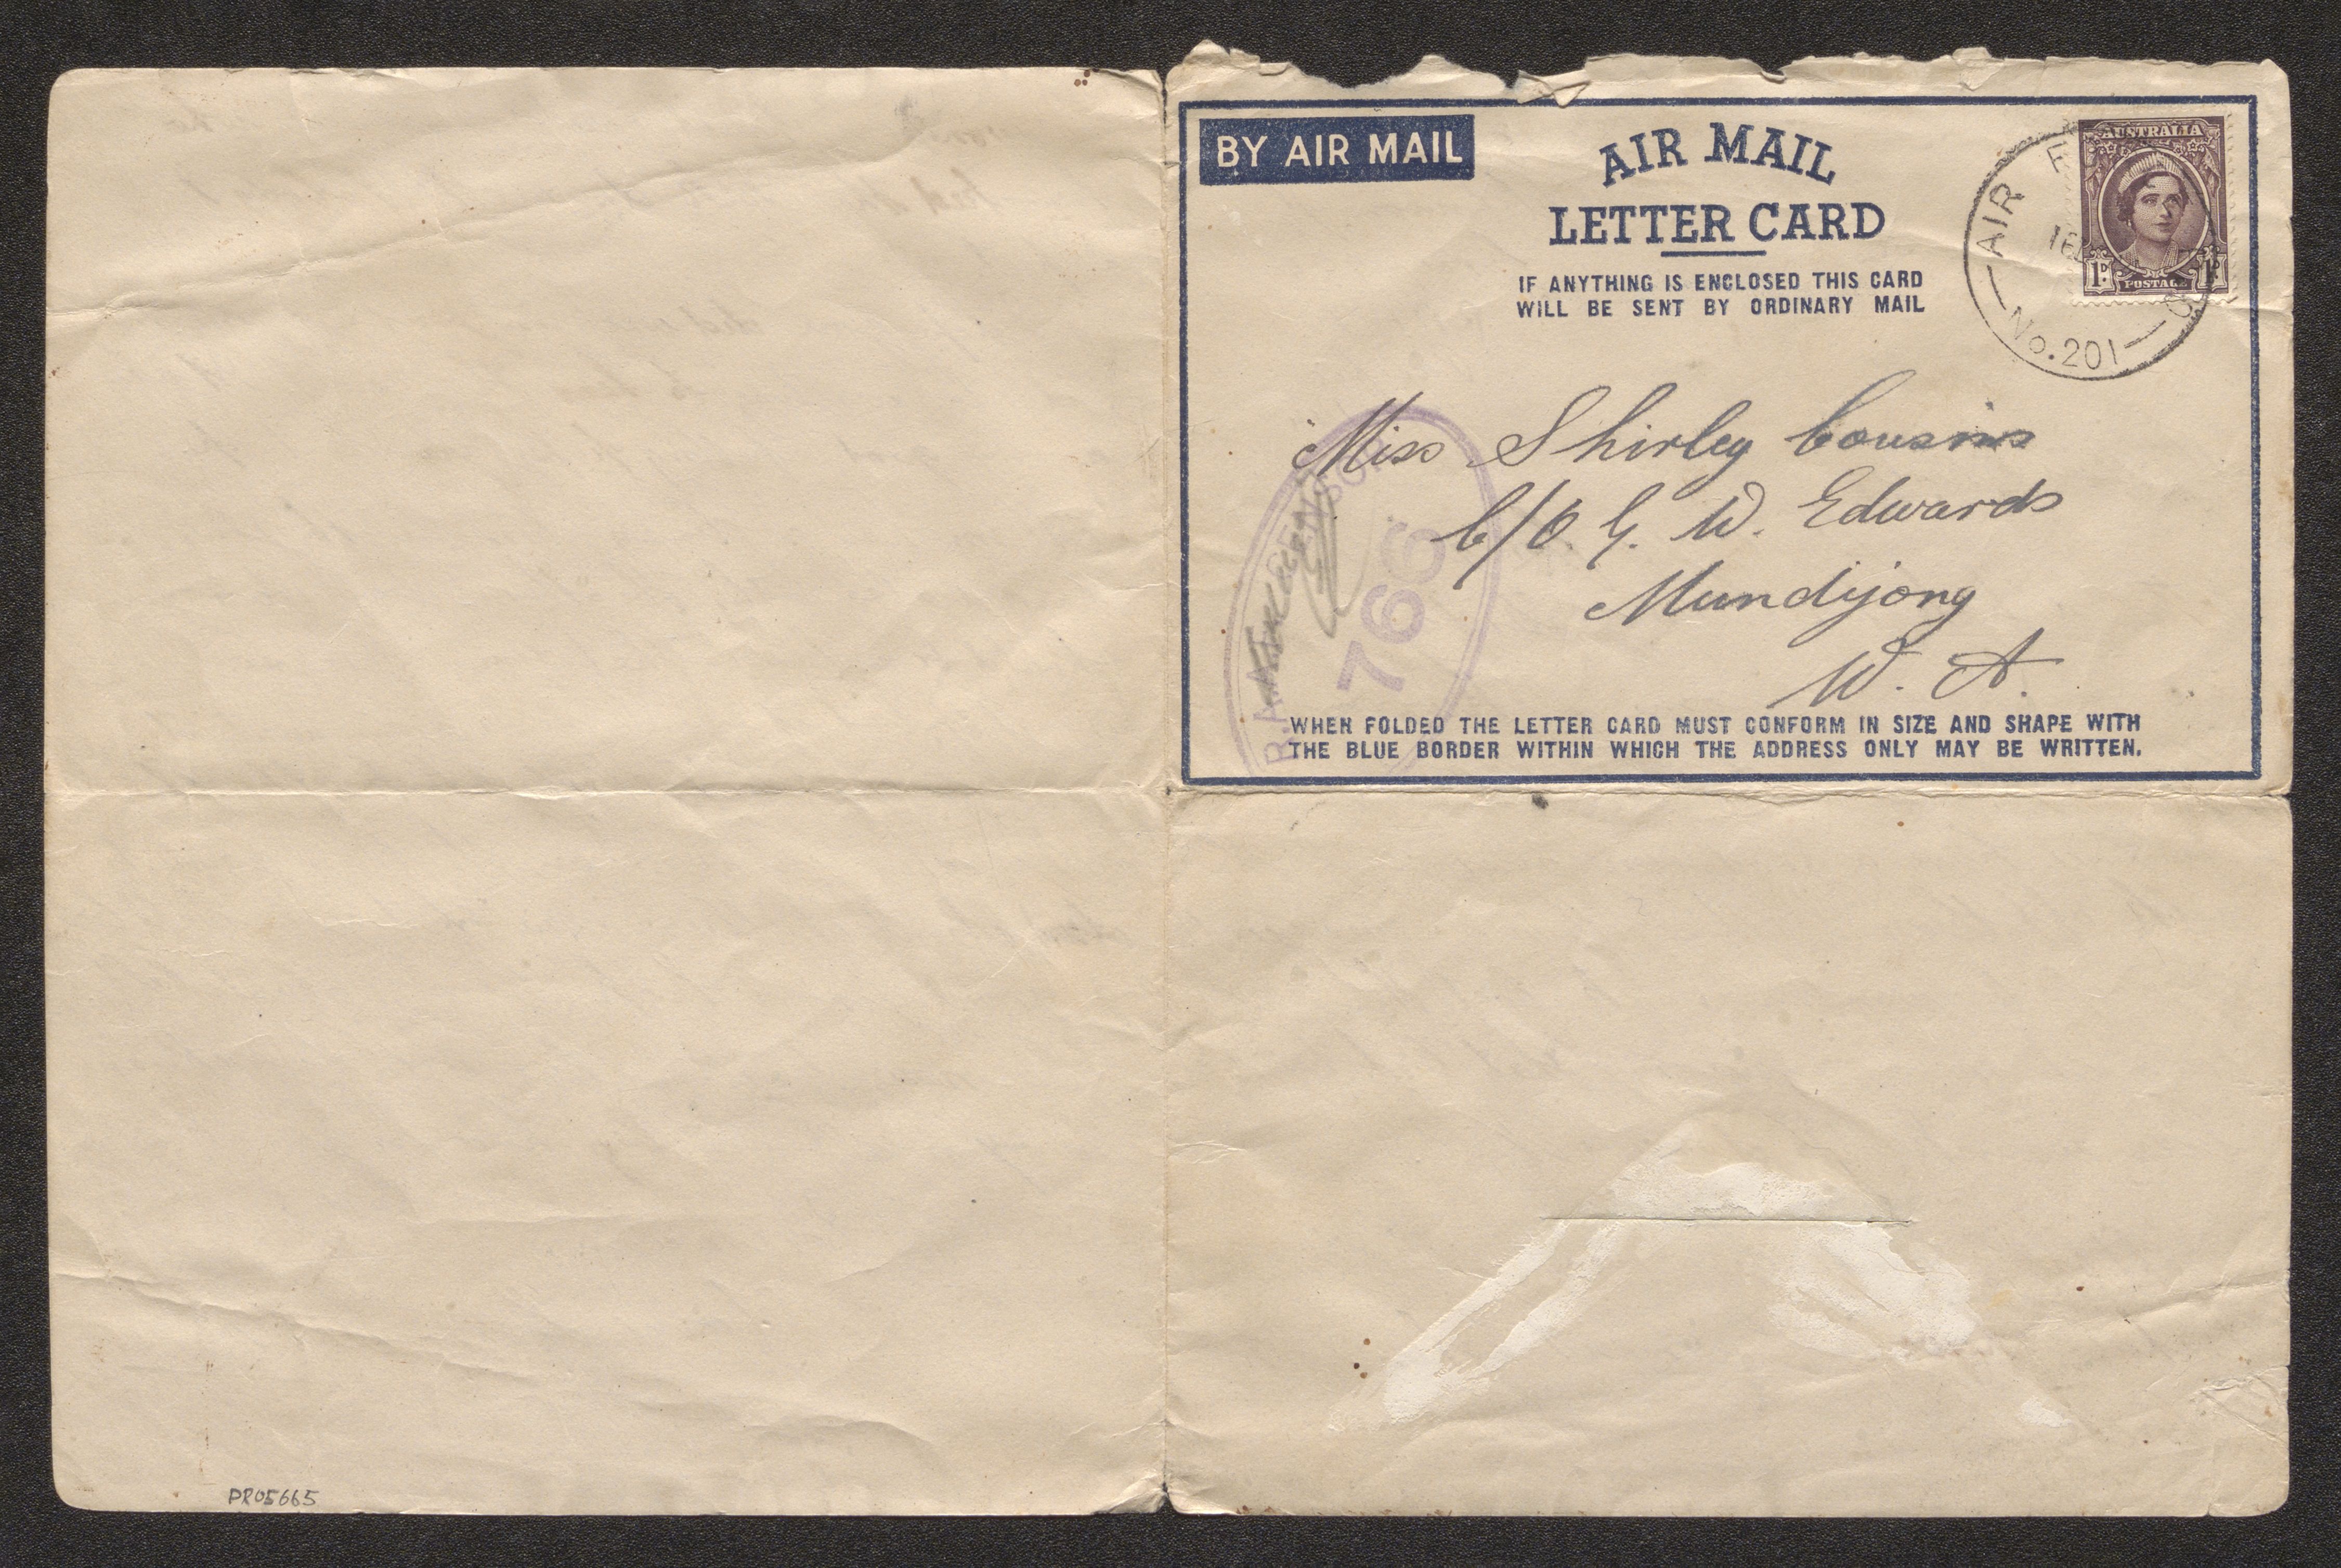 BY AIR MAIL
AIR MAIL
LETTER CARD
IF ANYTHING IS ENCLOSED THIS CARD
WILL BE SENT BY ORDINARY MAIL
AUSTRALIA
1D. 1D.
POSTAGE
AIR F
16
No. 201
Miss Shirley Cousins
C/O G. W. Edwards
Mundijong
W. A.
R.A.A.F. CENSOR
766
WHEN FOLDED THE LETTER CARD MUST CONFORM IN SIZE AND SHAPE WITH
THE BLUE BORDER WITHIN WHICH THE ADDRESS ONLY MAY BE WRITTEN.
PR05665